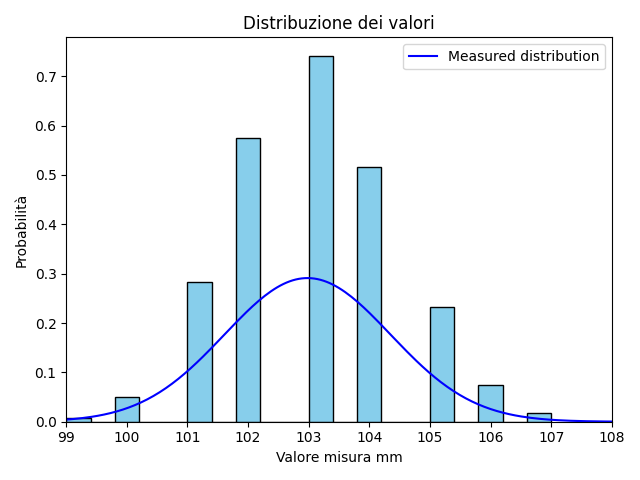 Distribuzione dei valori
Measured distribution
Probabilità
0.7
0.6
0.5
0.4
0.3
0.2
0.1
0.0
99 100 101 102 103 104 105 106 107 108
Valore misura mm